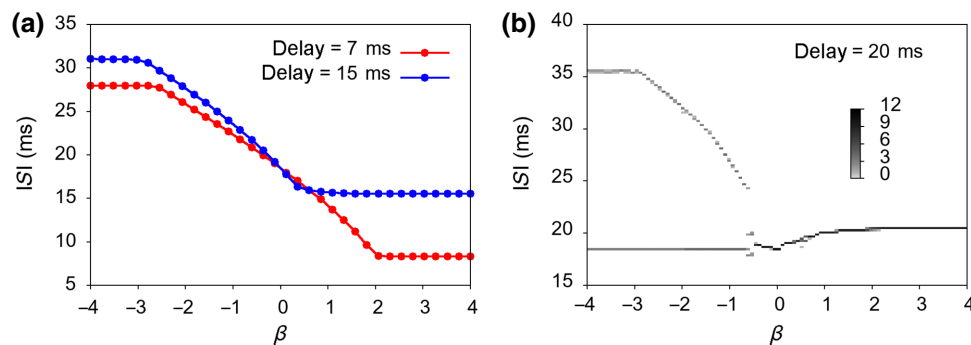 (a)
35
30
25
20
15
10
5
ISI (ms)
Delay = 7 ms
Delay = 15 ms
–4 –3 –2 –1 0 1 2 3 4
β
(b)
40
35
30
25
20
15
ISI (ms)
Delay = 20 ms
12
9
6
3
0
–4 –3 –2 –1 0 1 2 3 4
β